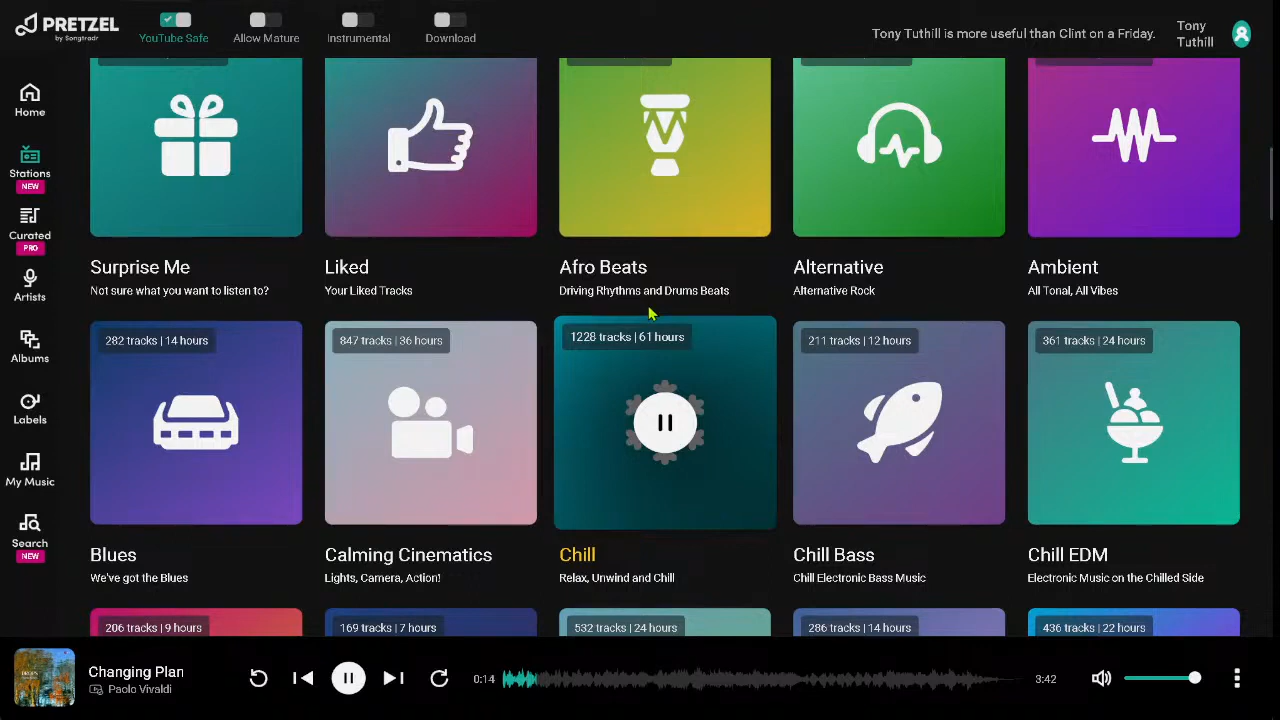 PRETZEL
by Songtradr
YouTube Safe
Allow Mature
Instrumental
Download
Tony Tuthill is more useful than Clint on a Friday.
Tony
Tuthill
Home
Stations
NEW
Curated
PRO
Artists
Albums
Labels
My Music
Search
NEW
Surprise Me
Not sure what you want to listen to?
Liked
Your Liked Tracks
Afro Beats
Driving Rhythms and Drums Beats
Alternative
Alternative Rock
Ambient
All Tonal, All Vibes
282 tracks | 14 hours
Blues
We've got the Blues
847 tracks | 36 hours
Calming Cinematics
Lights, Camera, Action!
1228 tracks | 61 hours
Chill
Relax, Unwind and Chill
211 tracks | 12 hours
Chill Bass
Chill Electronic Bass Music
361 tracks | 24 hours
Chill EDM
Electronic Music on the Chilled Side
206 tracks | 9 hours
169 tracks | 7 hours
532 tracks | 24 hours
286 tracks | 14 hours
436 tracks | 22 hours
Changing Plan
Paolo Vivaldi
0:14
3:42